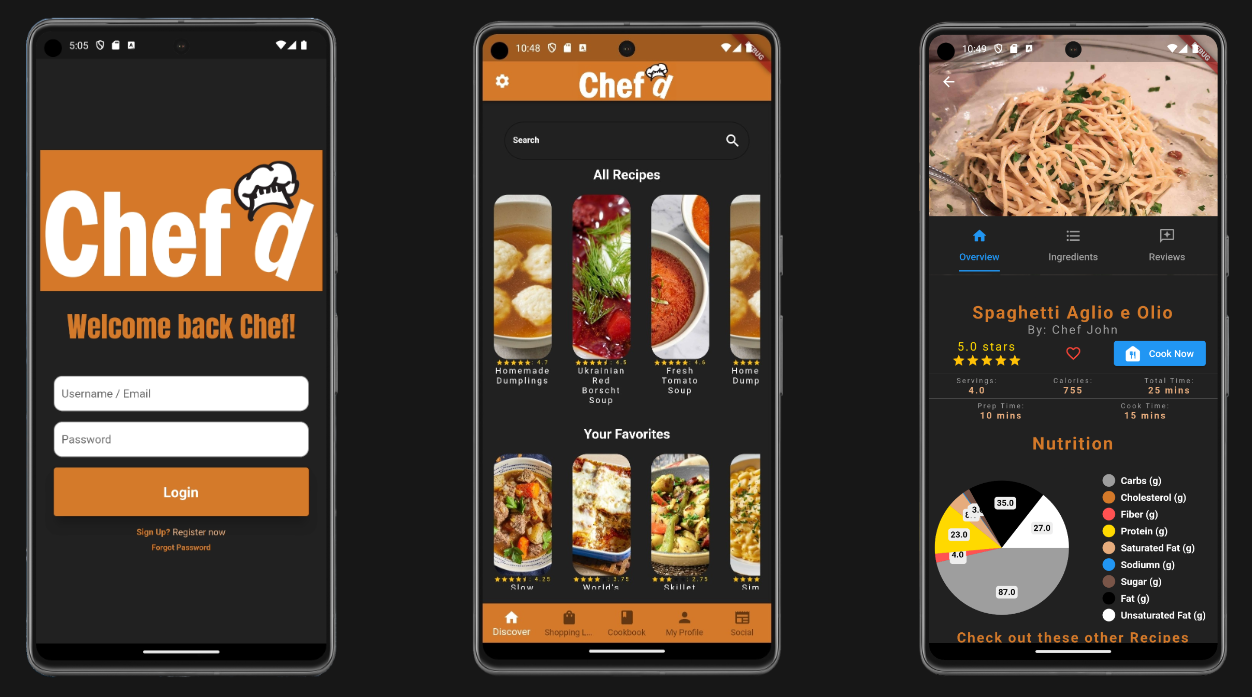 5:05
Chef'd
Welcome back Chef!
Username / Email
Password
Login
Sign Up? Register now
Forgot Password
10:48
Chef'd
Search
All Recipes
4.7
4.5
4.6
Homemade Dumplings
Ukrainian Red Borscht Soup
Fresh Tomato Soup
Home Dump
Your Favorites
: 4.25
: 3.75
: 2.75
Slow
World's
Skillet
Sim
Discover
Shopping L...
Cookbook
My Profile
Social
10:49
Overview
Ingredients
Reviews
Spaghetti Aglio e Olio
By: Chef John
5.0 stars
Cook Now
Servings: 4.0
Calories: 755
Total Time: 25 mins
Prep Time: 10 mins
Cook Time: 15 mins
Nutrition
35.0
3.
27.0
23.0
4.0
87.0
Carbs (g)
Cholesterol (g)
Fiber (g)
Protein (g)
Saturated Fat (g)
Sodiumn (g)
Sugar (g)
Fat (g)
Unsaturated Fat (g)
Check out these other Recipes